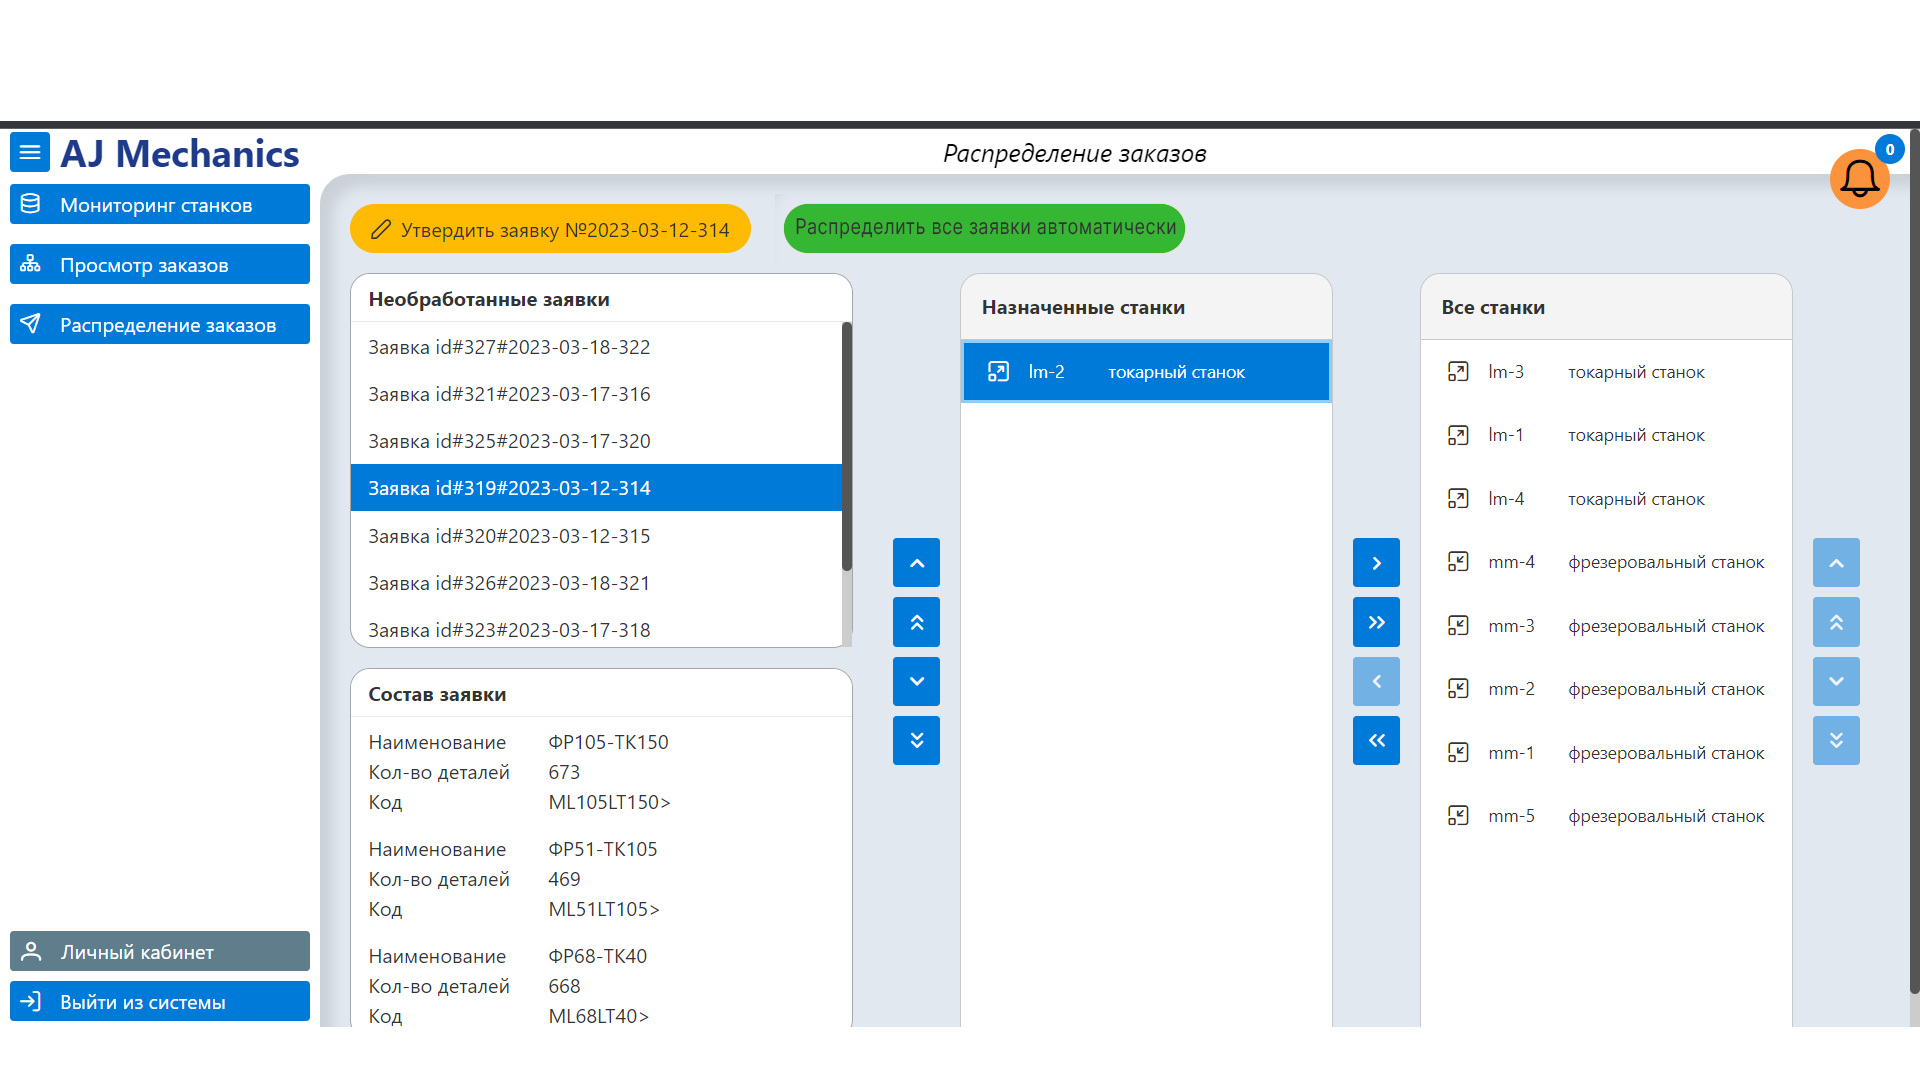 AJ Mechanics
Распределение заказов
0
Мониторинг станков
Просмотр заказов
Распределение заказов
Личный кабинет
Выйти из системы
Утвердить заявку №2023-03-12-314
Распределить все заявки автоматически
Необработанные заявки
Заявка id#327#2023-03-18-322
Заявка id#321#2023-03-17-316
Заявка id#325#2023-03-17-320
Заявка id#319#2023-03-12-314
Заявка id#320#2023-03-12-315
Заявка id#326#2023-03-18-321
Заявка id#323#2023-03-17-318
Состав заявки
Наименование ФР105-ТК150
Кол-во деталей 673
Код ML105LT150>
Наименование ФР51-ТК105
Кол-во деталей 469
Код ML51LT105>
Наименование ФР68-ТК40
Кол-во деталей 668
Код ML68LT40>
Назначенные станки
lm-2 токарный станок
Все станки
lm-3 токарный станок
lm-1 токарный станок
lm-4 токарный станок
mm-4 фрезеровальный станок
mm-3 фрезеровальный станок
mm-2 фрезеровальный станок
mm-1 фрезеровальный станок
mm-5 фрезеровальный станок